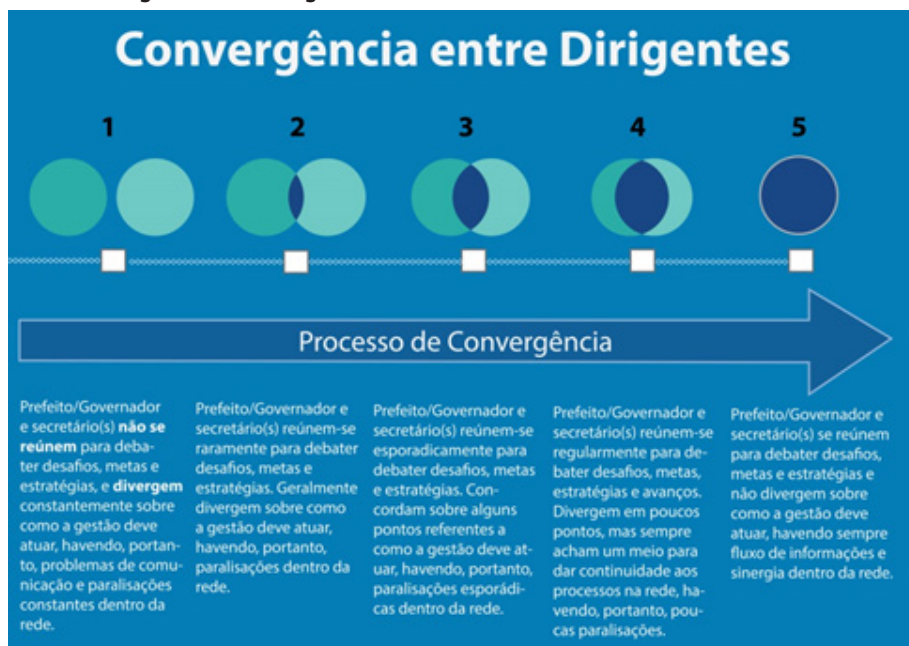 Convergência entre Dirigentes
1
2
3
4
5
Processo de Convergência
Prefeito/Governador
e secretário(s) não se
reúnem para deba-
ter desafios, metas e
estratégias, e divergem
constantemente sobre
como a gestão deve
atuar, havendo, portan-
to, problemas de comu-
nicação e paralisações
constantes dentro da
rede.
Prefeito/Governador e
secretário(s) reúnem-se
raramente para debater
desafios, metas e
estratégias. Geralmente
divergem sobre como
a gestão deve atuar,
havendo, portanto,
paralisações dentro da
rede.
Prefeito/Governador e
secretário(s) reúnem-se
esporadicamente para
debater desafios, metas
e estratégias. Con-
cordam sobre alguns
pontos referentes a
como a gestão deve at-
uar, havendo, portanto,
paralisações esporádi-
cas dentro da rede.
Prefeito/Governador e
secretário(s) reúnem-se
regularmente para de-
bater desafios, metas,
estratégias e avanços.
Divergem em poucos
pontos, mas sempre
acham um meio para
dar continuidade aos
processos na rede, ha-
vendo, portanto, pou-
cas paralisações.
Prefeito/Governador e
secretário(s) se reúnem
para debater desafios,
metas e estratégias e
não divergem sobre
como a gestão deve
atuar, havendo sempre
fluxo de informações e
sinergia dentro da rede.